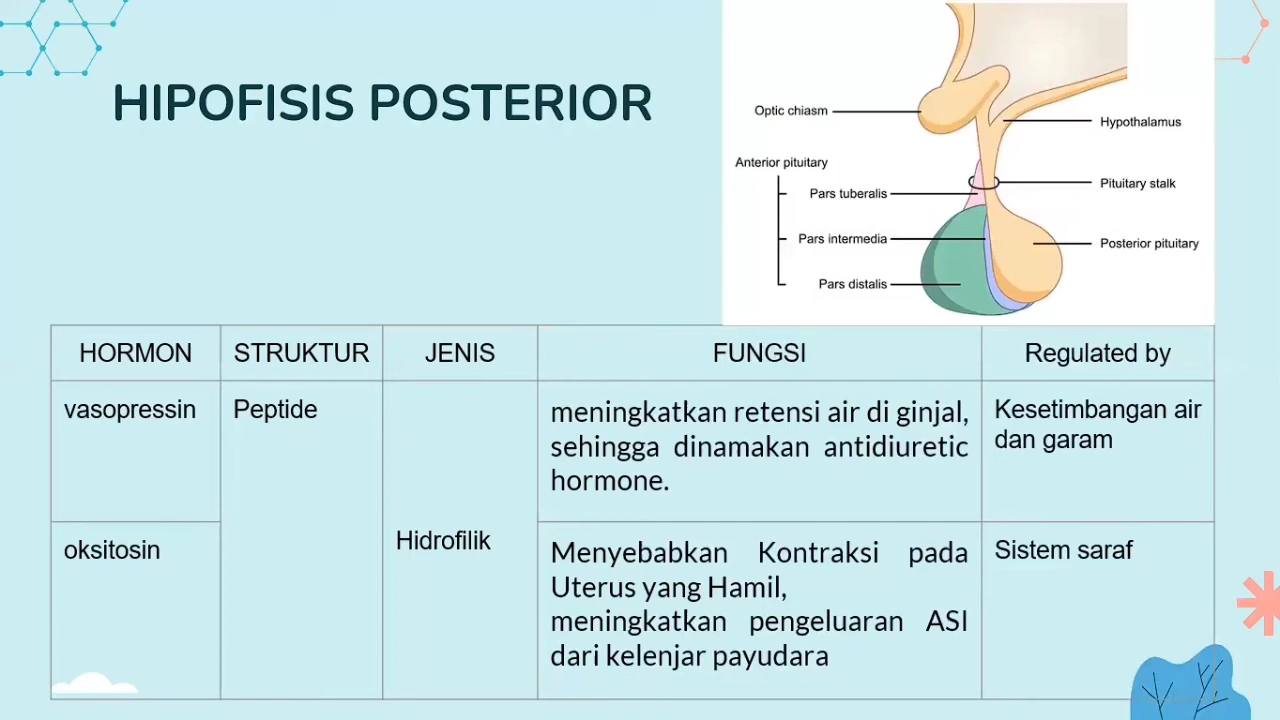 HIPOFISIS POSTERIOR
Optic chiasm
Hypothalamus
Anterior pituitary
Pars tuberalis
Pituitary stalk
Pars intermedia
Posterior pituitary
Pars distalis
HORMON
STRUKTUR
JENIS
FUNGSI
Regulated by
vasopressin
Peptide
Hidrofilik
meningkatkan retensi air di ginjal,
sehingga dinamakan antidiuretic
hormone.
Kesetimbangan air
dan garam
oksitosin
Menyebabkan Kontraksi pada
Uterus yang Hamil,
meningkatkan pengeluaran ASI
dari kelenjar payudara
Sistem saraf